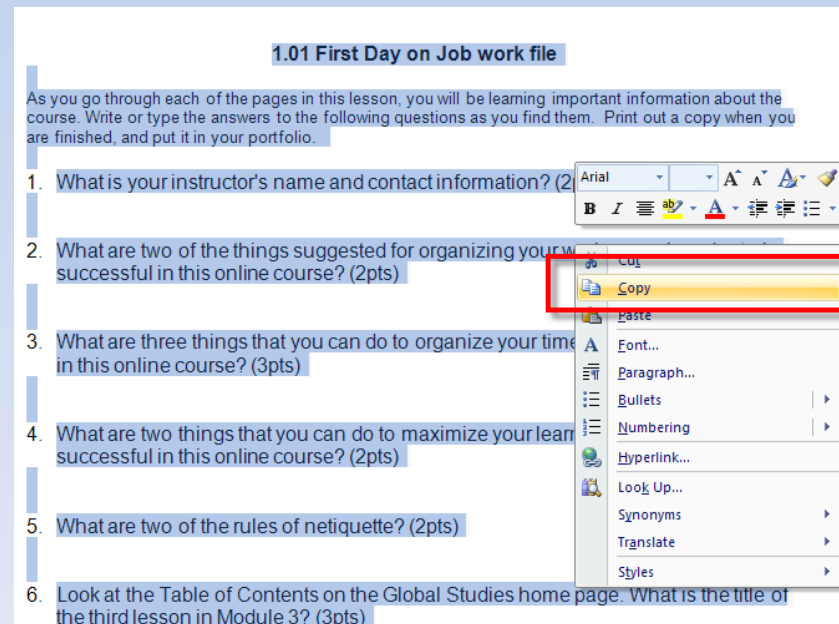 1.01 First Day on Job work file
As you go through each of the pages in this lesson, you will be learning important information about the
course. Write or type the answers to the following questions as you find them. Print out a copy when you
are finished, and put it in your portfolio.
1. What is your instructor's name and contact information?
2. What are two of the things suggested for organizing your
successful in this online course? (2pts)
3. What are three things that you can do to organize your time
in this online course? (3pts)
4. What are two things that you can do to maximize your
successful in this online course? (2pts)
5. What are two of the rules of netiquette? (2pts)
6. Look at the Table of Contents on the Global Studies home page. What is the title of
the third lesson in Module 3? (3pts)
Arial
B I
Cut
Copy
Paste
Font...
Paragraph...
Bullets
Numbering
Hyperlink...
Look Up...
Synonyms
Translate
Styles